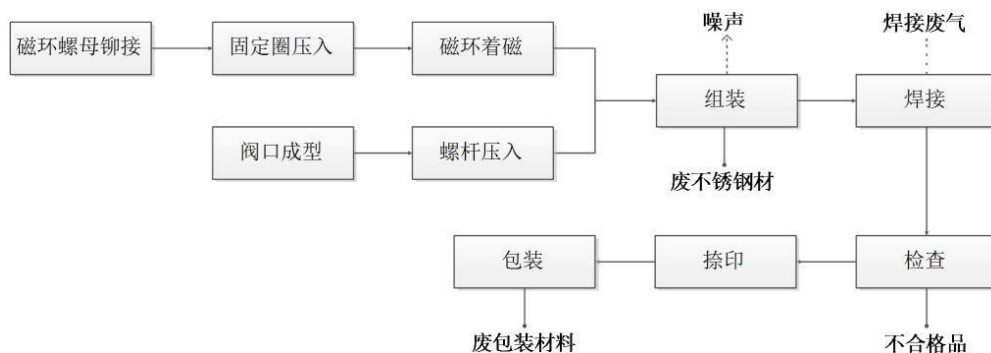 噪声
焊接废气
磁环螺母铆接
固定圈压入
磁环着磁
组装
焊接
阀口成型
螺杆压入
废不锈钢材
包装
捺印
检查
废包装材料
不合格品